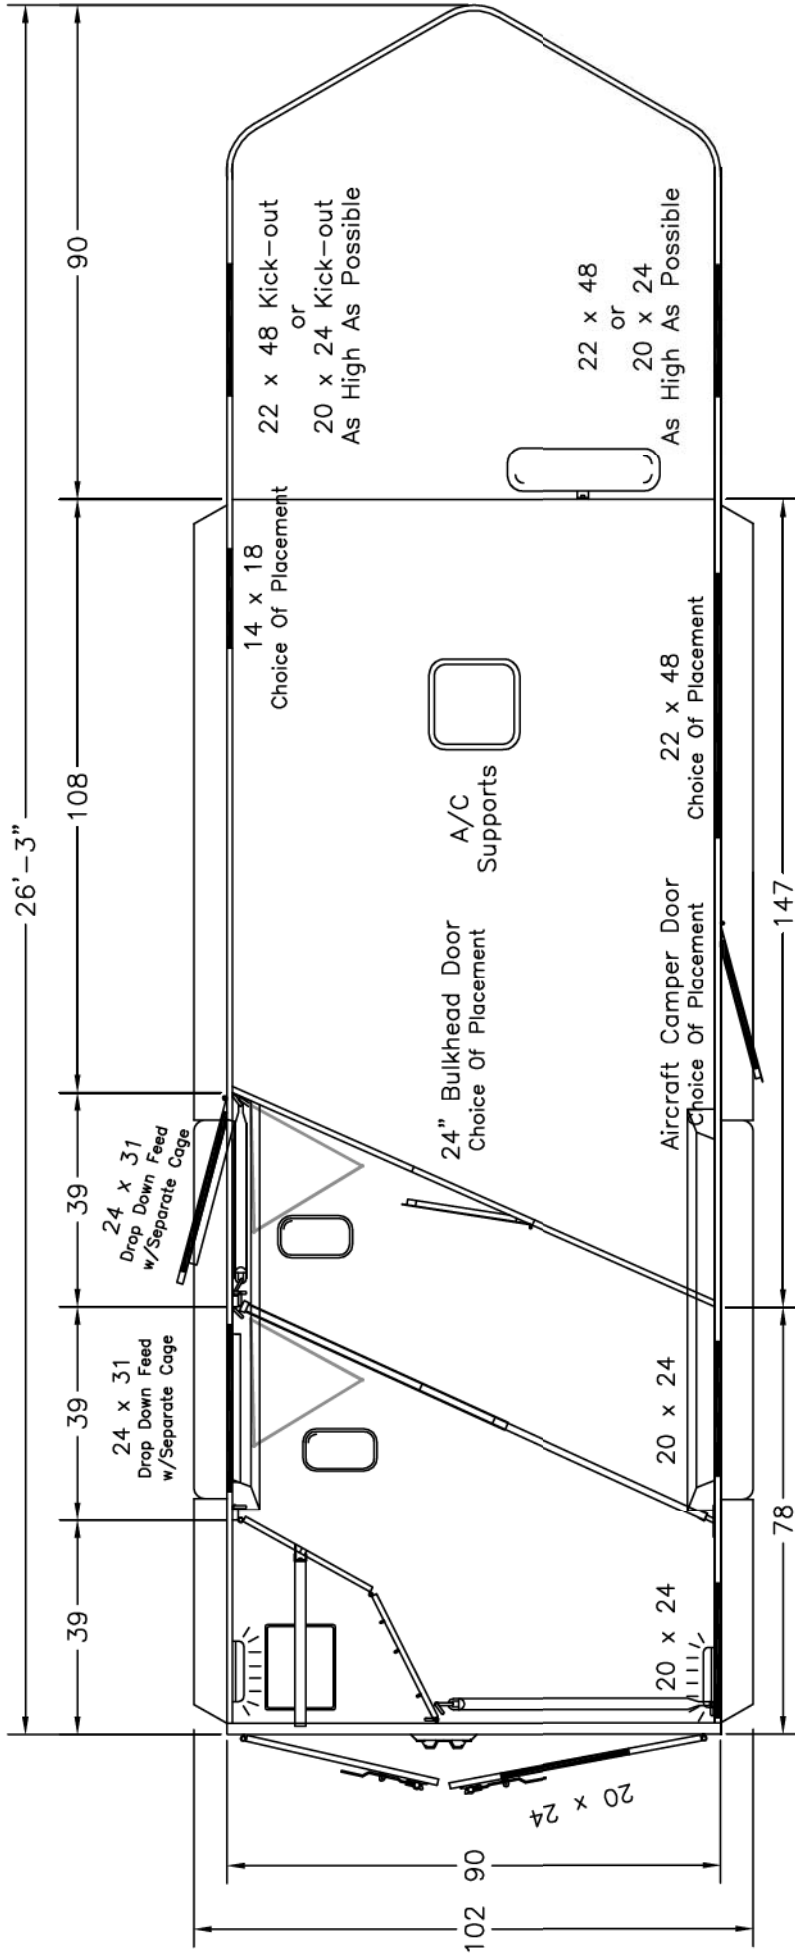 26'-3"
90
108
39
39
39
22 x 48 Kick-out
or
20 x 24 Kick-out
As High As Possible
14 x 18
Choice Of Placement
24 x 31
Drop Down Feed
w/Separate Cage
24 x 31
Drop Down Feed
w/Separate Cage
A/C
Supports
24" Bulkhead Door
Choice Of Placement
22 x 48
or
20 x 24
As High As Possible
22 x 48
Choice Of Placement
Aircraft Camper Door
Choice Of Placement
20 x 24
20 x 24
20 x 24
147
78
90
102